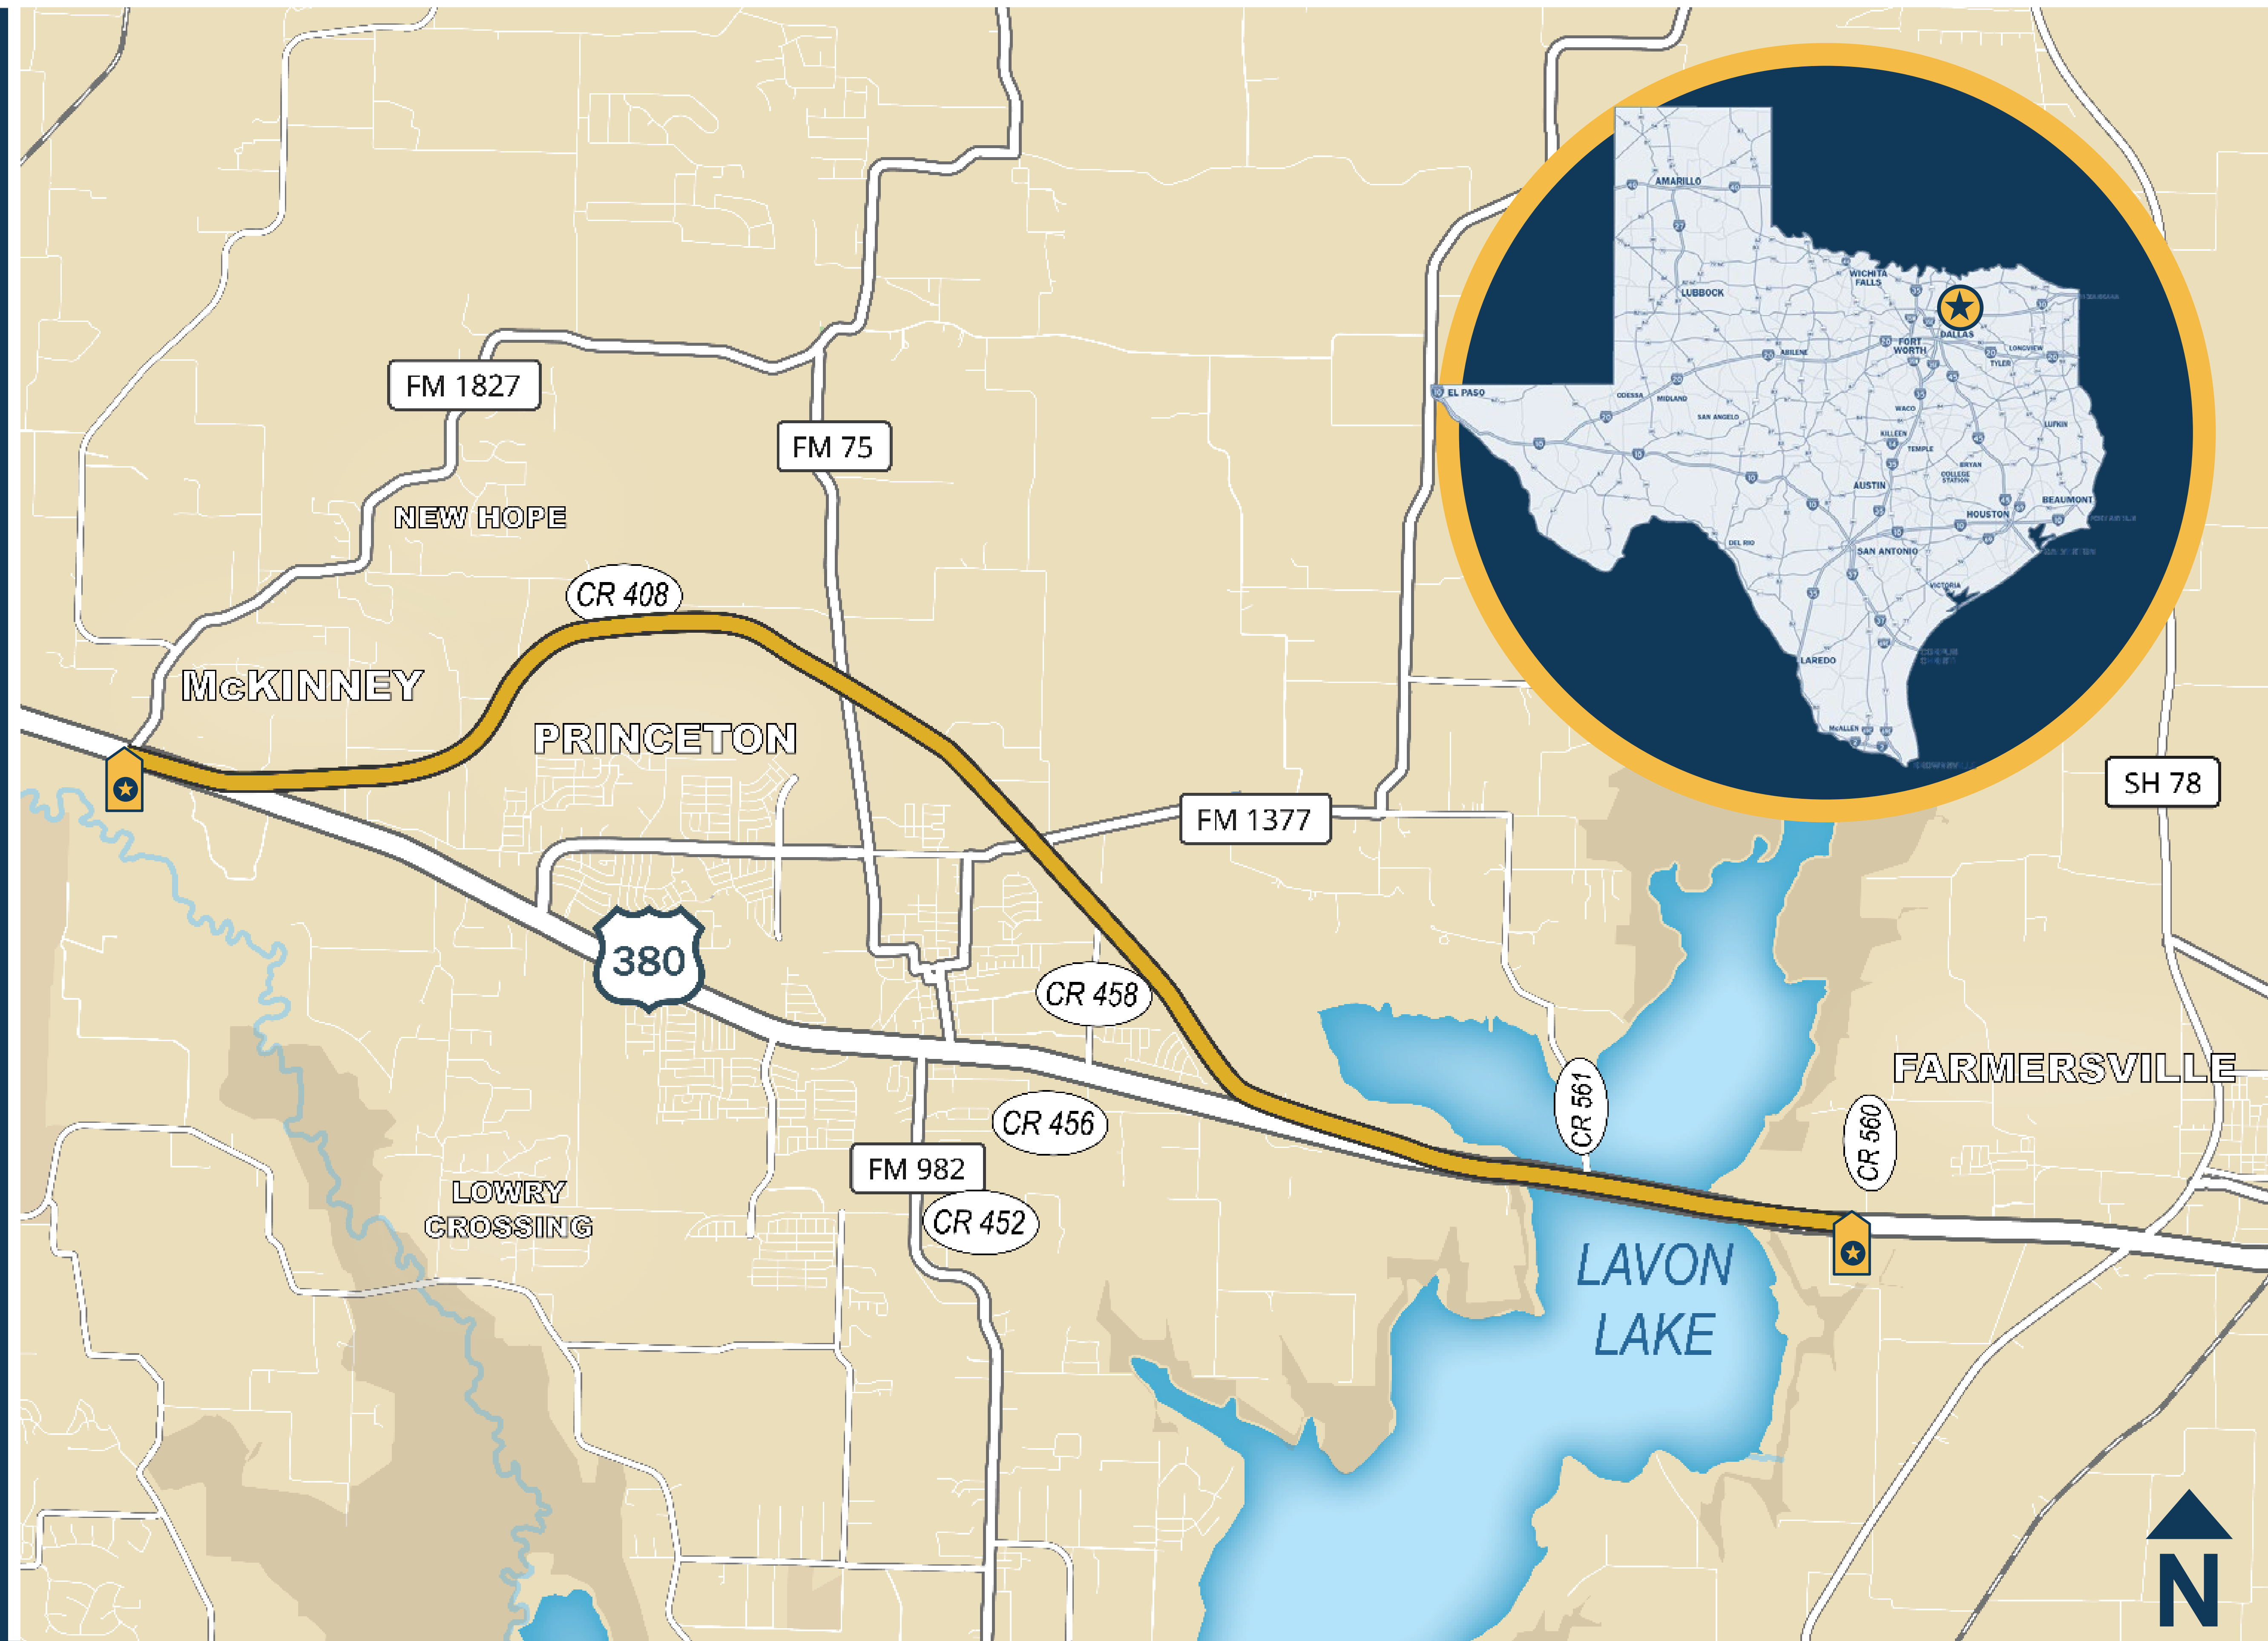 FM 1827
FM 75
NEW HOPE
CR 408
McKINNEY
PRINCETON
FM 1377
SH 78
380
CR 458
CR 456
FM 982
CR 452
LOWRY
CROSSING
CR 561
CR 560
FARMERSVILLE
LAVON
LAKE
N
AMARILLO
LUBBOCK
WICHITA
FALLS
DALLAS
FORT
WORTH
ABILENE
LONGVIEW
TYLER
EL PASO
ODESSA
MIDLAND
SAN ANGELO
WACO
LUFKIN
KILLEEN
TEMPLE
BRYAN
COLLEGE
STATION
AUSTIN
BEAUMONT
HOUSTON
DEL RIO
SAN ANTONIO
VICTORIA
LAREDO
McALLEN